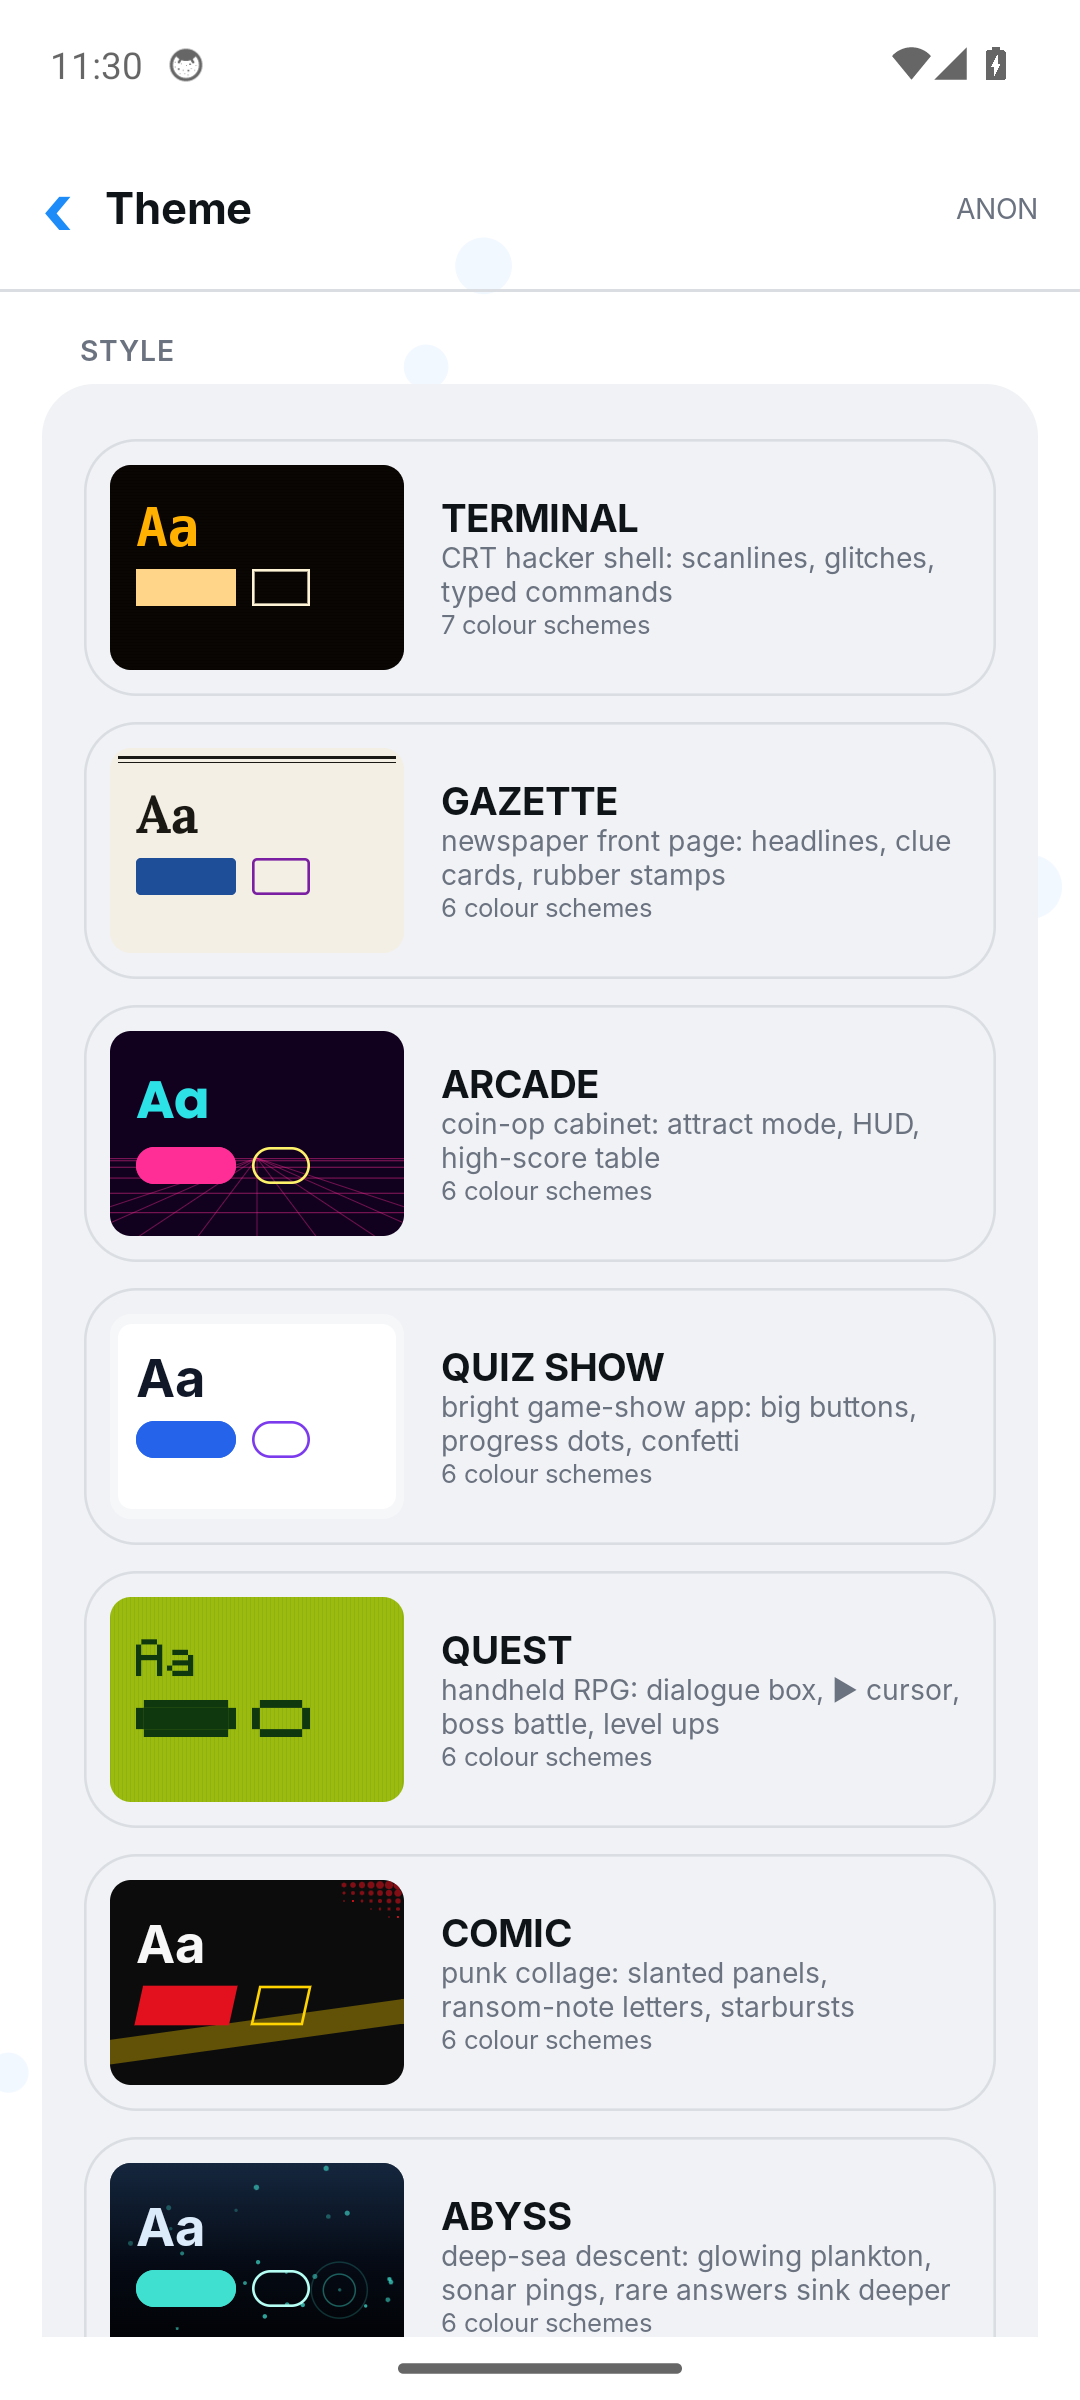 11:30
Theme
ANON
STYLE
Aa
TERMINAL
CRT hacker shell: scanlines, glitches,
typed commands
7 colour schemes
Aa
GAZETTE
newspaper front page: headlines, clue
cards, rubber stamps
6 colour schemes
Aa
ARCADE
coin-op cabinet: attract mode, HUD,
high-score table
6 colour schemes
Aa
QUIZ SHOW
bright game-show app: big buttons,
progress dots, confetti
6 colour schemes
Aa
QUEST
handheld RPG: dialogue box, ▶ cursor,
boss battle, level ups
6 colour schemes
Aa
COMIC
punk collage: slanted panels,
ransom-note letters, starbursts
6 colour schemes
Aa
ABYSS
deep-sea descent: glowing plankton,
sonar pings, rare answers sink deeper
6 colour schemes